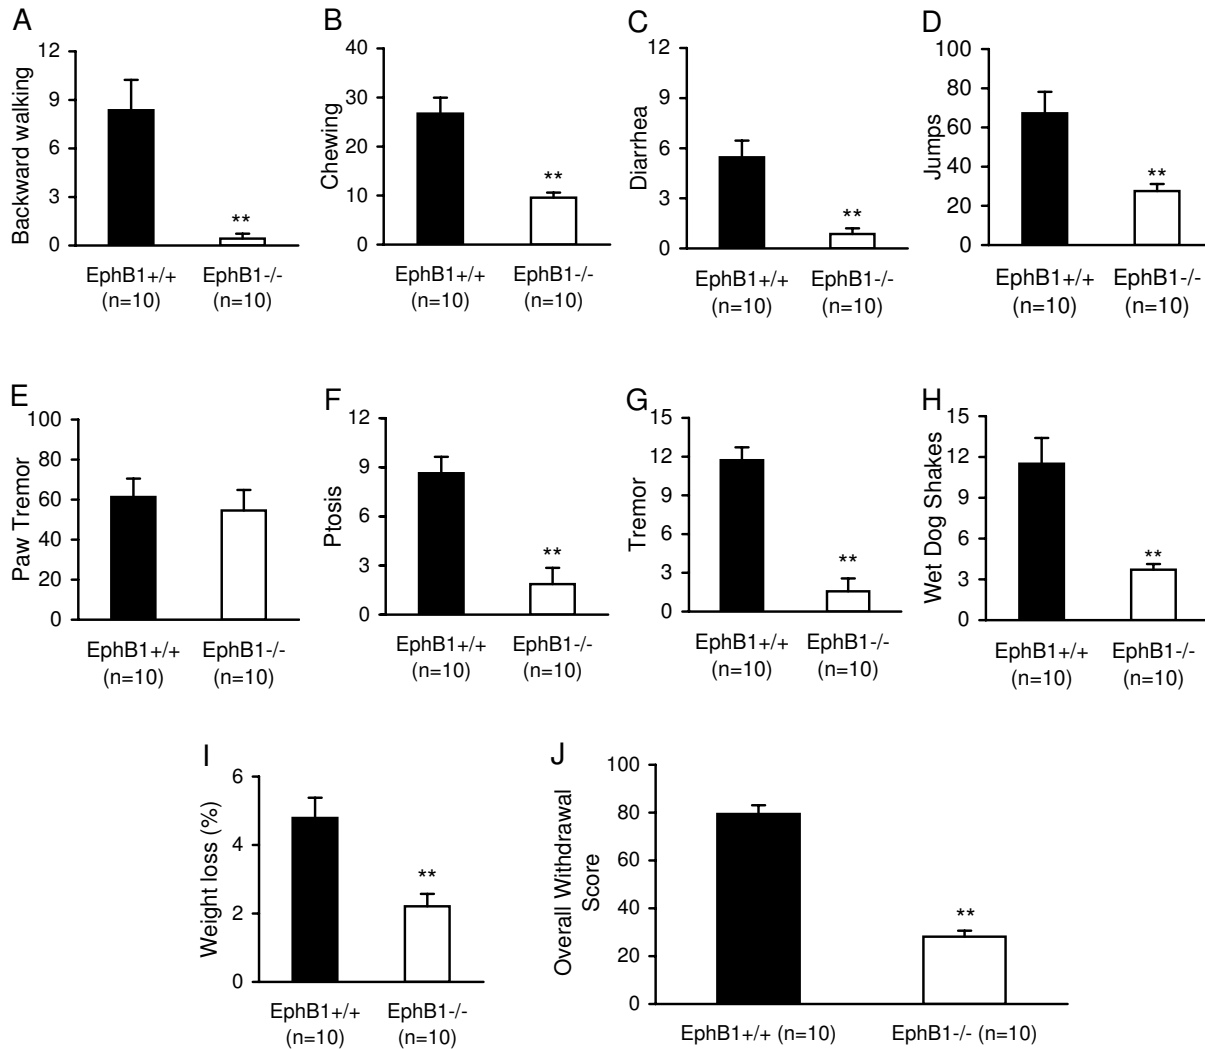 A
Backward walking
12
9
6
3
0
**
EphB1+/+ EphB1-/-
(n=10) (n=10)
B
Chewing
40
30
20
10
0
**
EphB1+/+ EphB1-/-
(n=10) (n=10)
C
Diarrhea
12
9
6
3
0
**
EphB1+/+ EphB1-/-
(n=10) (n=10)
D
Jumps
100
80
60
40
20
0
**
EphB1+/+ EphB1-/-
(n=10) (n=10)
E
Paw Tremor
100
80
60
40
20
0
EphB1+/+ EphB1-/-
(n=10) (n=10)
F
Ptosis
12
9
6
3
0
**
EphB1+/+ EphB1-/-
(n=10) (n=10)
G
Tremor
15
12
9
6
3
0
**
EphB1+/+ EphB1-/-
(n=10) (n=10)
H
Wet Dog Shakes
15
12
9
6
3
0
**
EphB1+/+ EphB1-/-
(n=10) (n=10)
I
Weight loss (%)
6
4
2
0
**
EphB1+/+ EphB1-/-
(n=10) (n=10)
J
Overall Withdrawal
Score
100
80
60
40
20
0
**
EphB1+/+ (n=10) EphB1-/- (n=10)